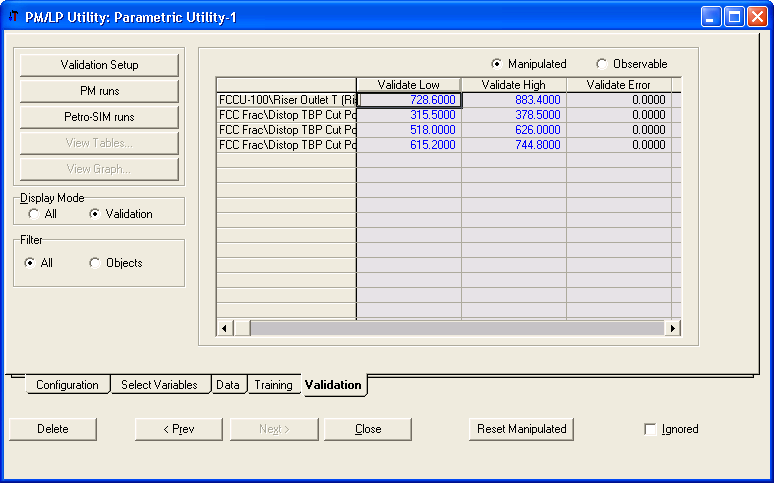 PM/LP Utility: Parametric Utility-1
Validation Setup
PM runs
Petro-SIM runs
View Tables...
View Graph...
Display Mode
All
Validation
Filter
All
Objects
Manipulated
Observable
Validate Low Validate High Validate Error
FCCU-100\Riser Outlet T (Ri 728.6000 883.4000 0.0000
FCC Frac\Distop TBP Cut Po 315.5000 378.5000 0.0000
FCC Frac\Distop TBP Cut Po 518.0000 626.0000 0.0000
FCC Frac\Distop TBP Cut Po 615.2000 744.8000 0.0000
Configuration Select Variables Data Training Validation
Delete < Prev Next > Close Reset Manipulated Ignored